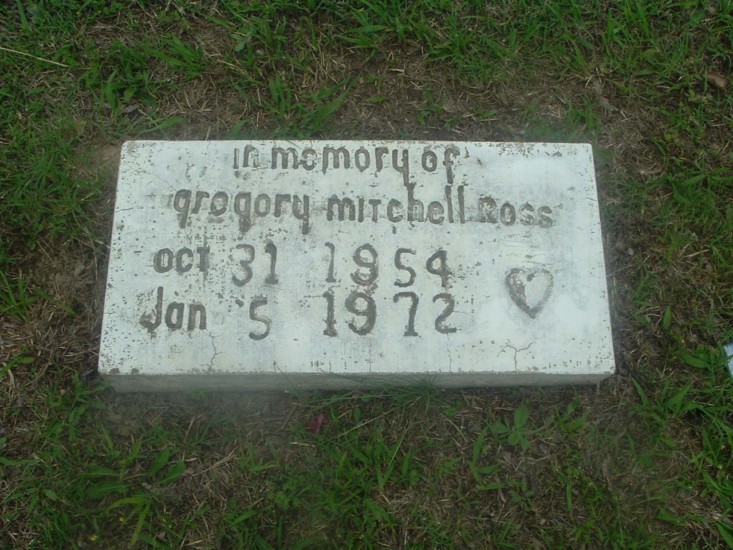 in memory of
gregory mitchell Ross
oct 31 1954
Jan 5 1972